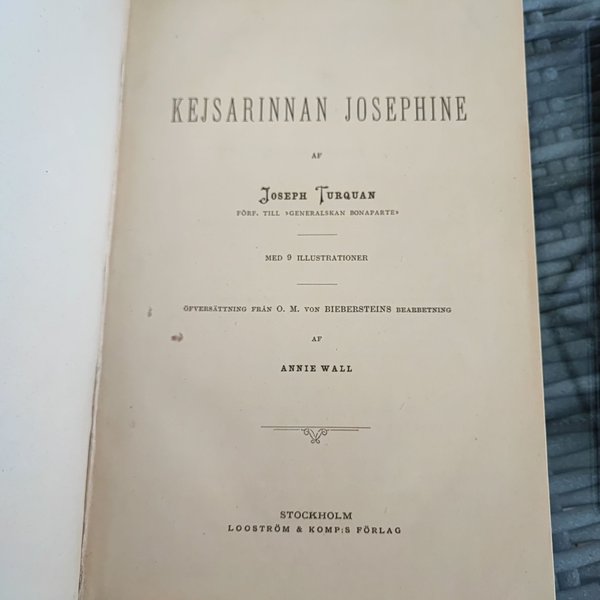 KEJSARINNAN JOSEPHINE
AF
JOSEPH TURQUAN
FÖRF. TILL »GENERALSKAN BONAPARTE»
MED 9 ILLUSTRATIONER
ÖFVERSÄTTNING FRÅN O. M. VON BIEBERSTEINS BEARBETNING
AF
ANNIE WALL
STOCKHOLM
LOOSTRÖM & KOMP:S FÖRLAG